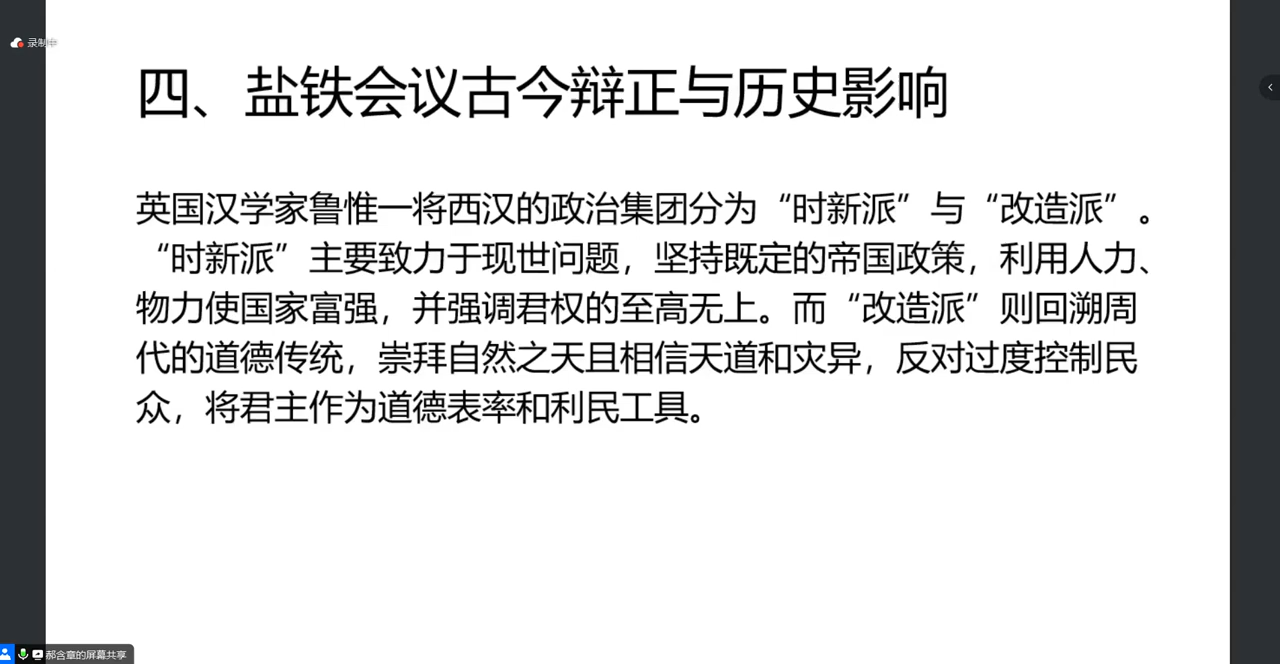 录制中
四、盐铁会议古今辩正与历史影响
英国汉学家鲁惟一将西汉的政治集团分为“时新派”与“改造派”。
“时新派”主要致力于现世问题，坚持既定的帝国政策，利用人力、
物力使国家富强，并强调君权的至高无上。而“改造派”则回溯周
代的道德传统，崇拜自然之天且相信天道和灾异，反对过度控制民
众，将君主作为道德表率和利民工具。
郝含章的屏幕共享